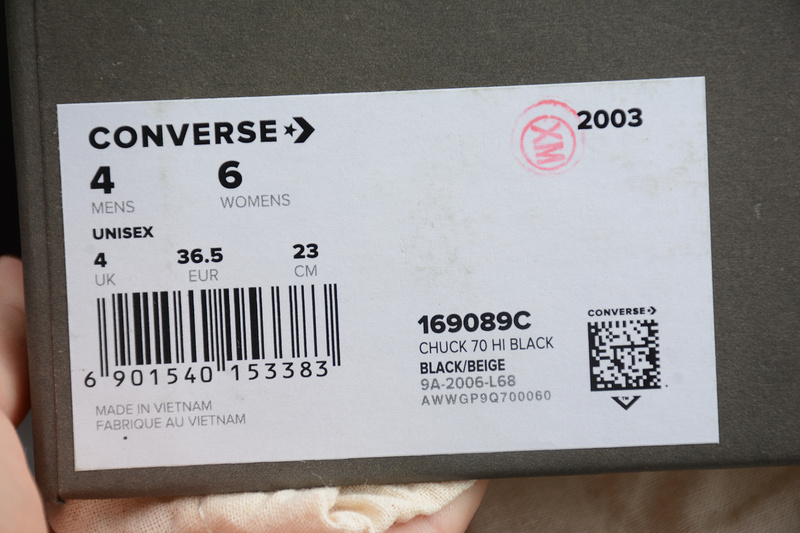 CONVERSE
XM
2003
4 6
MENS WOMENS
UNISEX
4 36.5 23
UK EUR CM
6 901540 153383
MADE IN VIETNAM
FABRIQUE AU VIETNAM
169089C
CHUCK 70 HI BLACK
BLACK/BEIGE
9A-2006-L68
AWWGP9Q700060
CONVERSE
TM